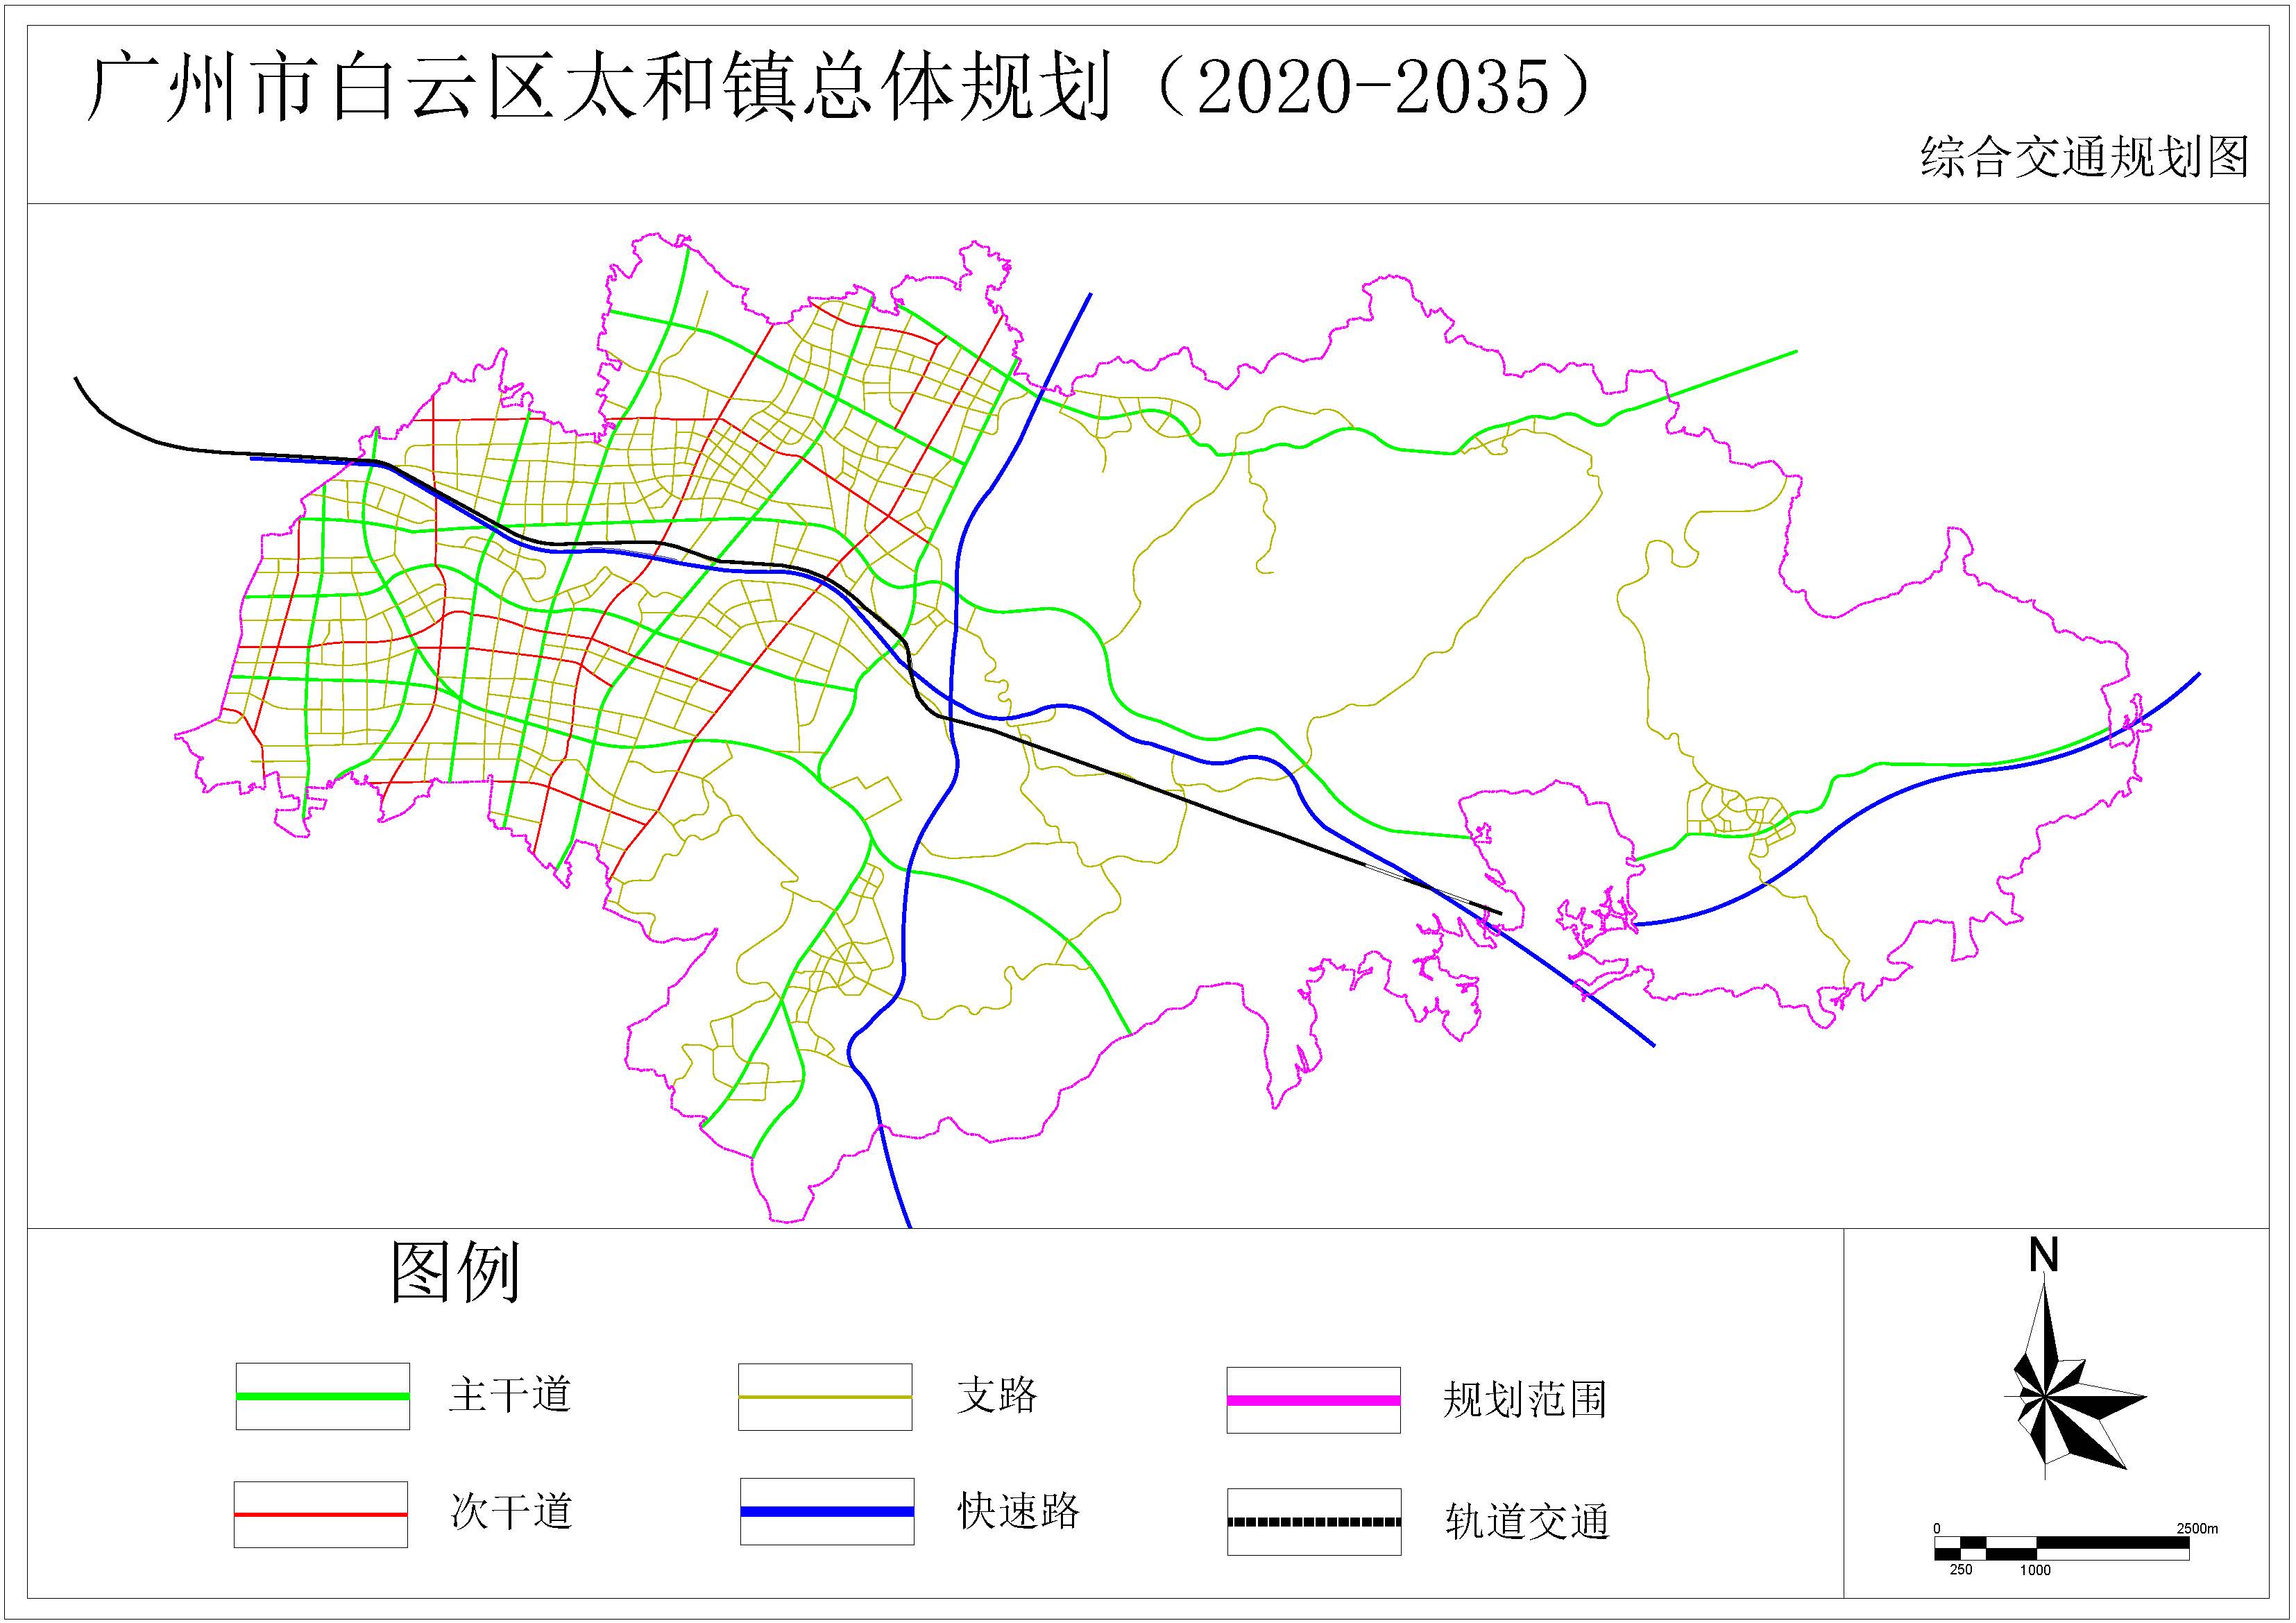 广州市白云区太和镇总体规划（2020-2035）
综合交通规划图
图例
主干道
支路
规划范围
次干道
快速路
轨道交通
N
0 2500m
250 1000